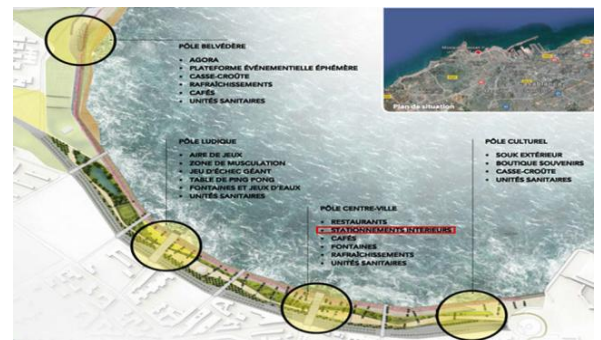 PÔLE BELVÉDÈRE
• AGORA
• PLATEFORME ÉVÉNEMENTIELLE ÉPHÉMÈRE
• CASSE-CROÛTE
• RAFRAÎCHISSEMENTS
• CAFÉS
• UNITÉS SANITAIRES
Plan de situation
PÔLE LUDIQUE
• AIRE DE JEUX
• ZONE DE MUSCULATION
• JEU D'ÉCHEC GÉANT
• TABLE DE PING PONG
• FONTAINES ET JEUX D'EAUX
• UNITÉS SANITAIRES
PÔLE CULTUREL
• SOUK EXTÉRIEUR
• BOUTIQUE SOUVENIRS
• CASSE-CROÛTE
• UNITÉS SANITAIRES
PÔLE CENTRE-VILLE
• RESTAURANTS
• STATIONNEMENTS INTERIEURS
• CAFÉS
• FONTAINES
• RAFRAÎCHISSEMENTS
• UNITÉS SANITAIRES